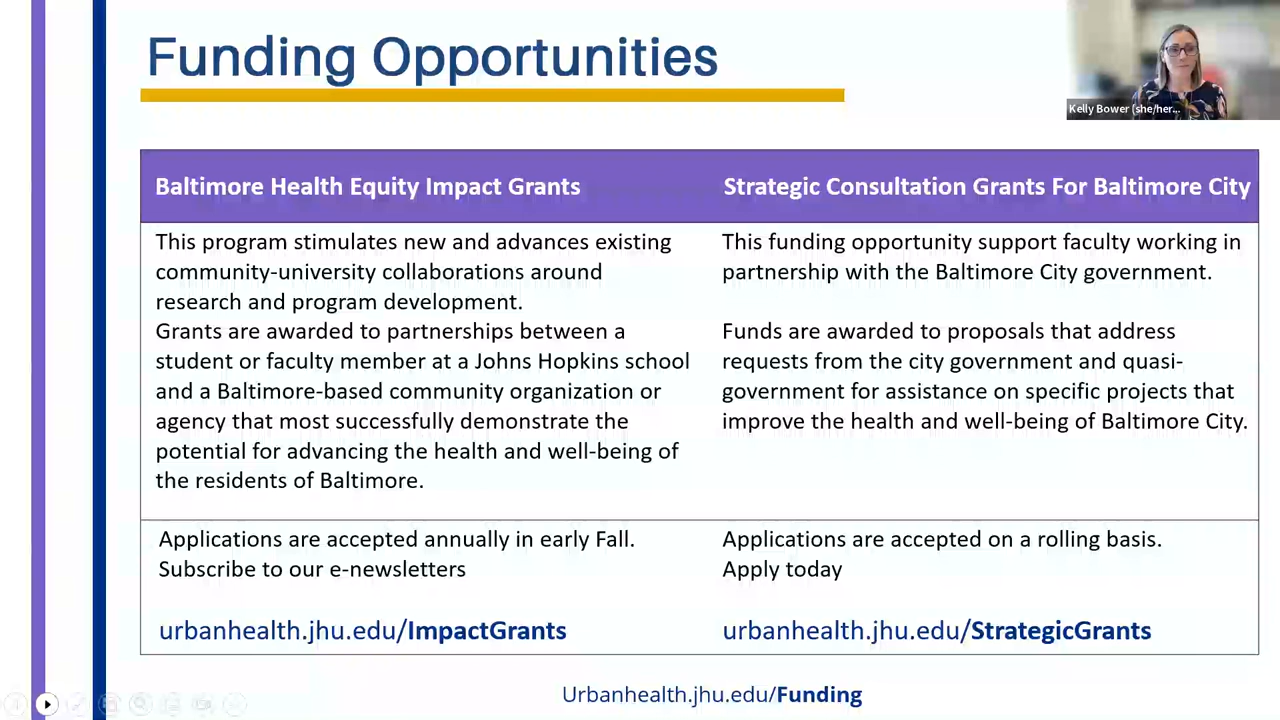 Funding Opportunities
Kelly Bower (she/her...
Baltimore Health Equity Impact Grants
Strategic Consultation Grants For Baltimore City
This program stimulates new and advances existing
community-university collaborations around
research and program development.
Grants are awarded to partnerships between a
student or faculty member at a Johns Hopkins school
and a Baltimore-based community organization or
agency that most successfully demonstrate the
potential for advancing the health and well-being of
the residents of Baltimore.
This funding opportunity support faculty working in
partnership with the Baltimore City government.
Funds are awarded to proposals that address
requests from the city government and quasi-
government for assistance on specific projects that
improve the health and well-being of Baltimore City.
Applications are accepted annually in early Fall.
Subscribe to our e-newsletters
urbanhealth.jhu.edu/ImpactGrants
Applications are accepted on a rolling basis.
Apply today
urbanhealth.jhu.edu/StrategicGrants
Urbanhealth.jhu.edu/Funding